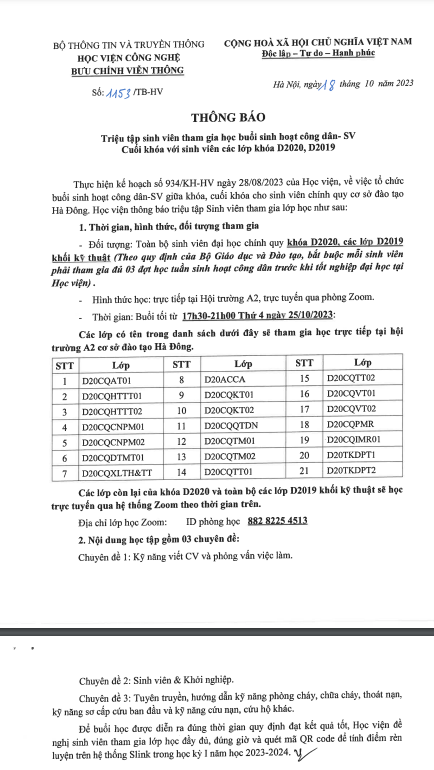 BỘ THÔNG TIN VÀ TRUYỀN THÔNG
HỌC VIỆN CÔNG NGHỆ
BƯU CHÍNH VIỄN THÔNG
Số: 1153 /TB-HV
CỘNG HOÀ XÃ HỘI CHỦ NGHĨA VIỆT NAM
Độc lập – Tự do – Hạnh phúc
Hà Nội, ngày 18 tháng 10 năm 2023
THÔNG BÁO
Triệu tập sinh viên tham gia học buổi sinh hoạt công dân- SV
Cuối khóa với sinh viên các lớp khóa D2020, D2019
Thực hiện kế hoạch số 934/KH-HV ngày 28/08/2023 của Học viện, về việc tổ chức
buổi sinh hoạt công dân-SV giữa khóa, cuối khóa cho sinh viên chính quy cơ sở đào tạo
Hà Đông. Học viện thông báo triệu tập Sinh viên tham gia lớp học như sau:
1. Thời gian, hình thức, đối tượng tham gia
- Đối tượng: Toàn bộ sinh viên đại học chính quy khóa D2020, các lớp D2019
khối kỹ thuật (Theo quy định của Bộ Giáo dục và Đào tạo, bắt buộc mỗi sinh viên
phải tham gia đủ 03 đợt học tuần sinh hoạt công dân trước khi tốt nghiệp đại học tại
Học viện) .
- Hình thức học: trực tiếp tại Hội trường A2, trực tuyến qua phòng Zoom.
- Thời gian: Buổi tối từ 17h30-21h00 Thứ 4 ngày 25/10/2023:
Các lớp có tên trong danh sách dưới đây sẽ tham gia học trực tiếp tại hội
trường A2 cơ sở đào tạo Hà Đông.
STT Lớp STT Lớp STT Lớp
1 D20CQAT01 8 D20ACCA 15 D20CQTT02
2 D20CQHTTT01 9 D20CQKT01 16 D20CQVT01
3 D20CQHTTT02 10 D20CQKT02 17 D20CQVT02
4 D20CQCNPM01 11 D20CQQTDN 18 D20CQPMR
5 D20CQCNPM02 12 D20CQTM01 19 D20CQIMR01
6 D20CQDTMT01 13 D20CQTM02 20 D20TKDPT1
7 D20CQXLTH&TT 14 D20CQTT01 21 D20TKDPT2
Các lớp còn lại của khóa D2020 và toàn bộ các lớp D2019 khối kỹ thuật sẽ học
trực tuyến qua hệ thống Zoom theo thời gian trên.
Địa chỉ lớp học Zoom: ID phòng học 882 8225 4513
2. Nội dung học tập gồm 03 chuyên đề:
Chuyên đề 1: Kỹ năng viết CV và phỏng vấn việc làm.
Chuyên đề 2: Sinh viên & Khởi nghiệp.
Chuyên đề 3: Tuyên truyền, hướng dẫn kỹ năng phòng cháy, chữa cháy, thoát nạn,
kỹ năng sơ cấp cứu ban đầu và kỹ năng cứu nạn, cứu hộ khác.
Để buổi học được diễn ra đúng thời gian quy định đạt kết quả tốt, Học viện đề
nghị sinh viên tham gia lớp học đầy đủ, đúng giờ và quét mã QR code để tính điểm rèn
luyện trên hệ thống Slink trong học kỳ I năm học 2023-2024.